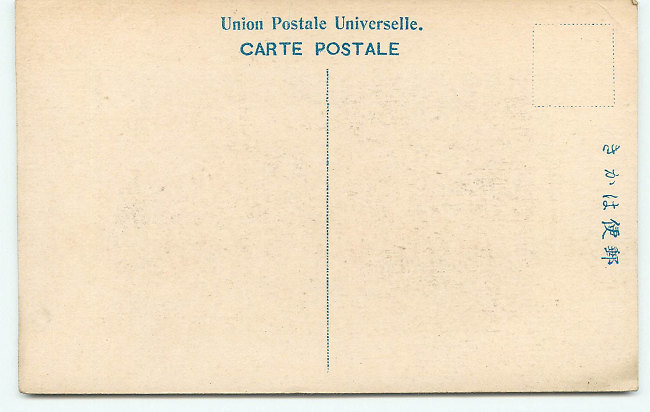 Union Postale Universelle.
CARTE POSTALE
郵便はかき